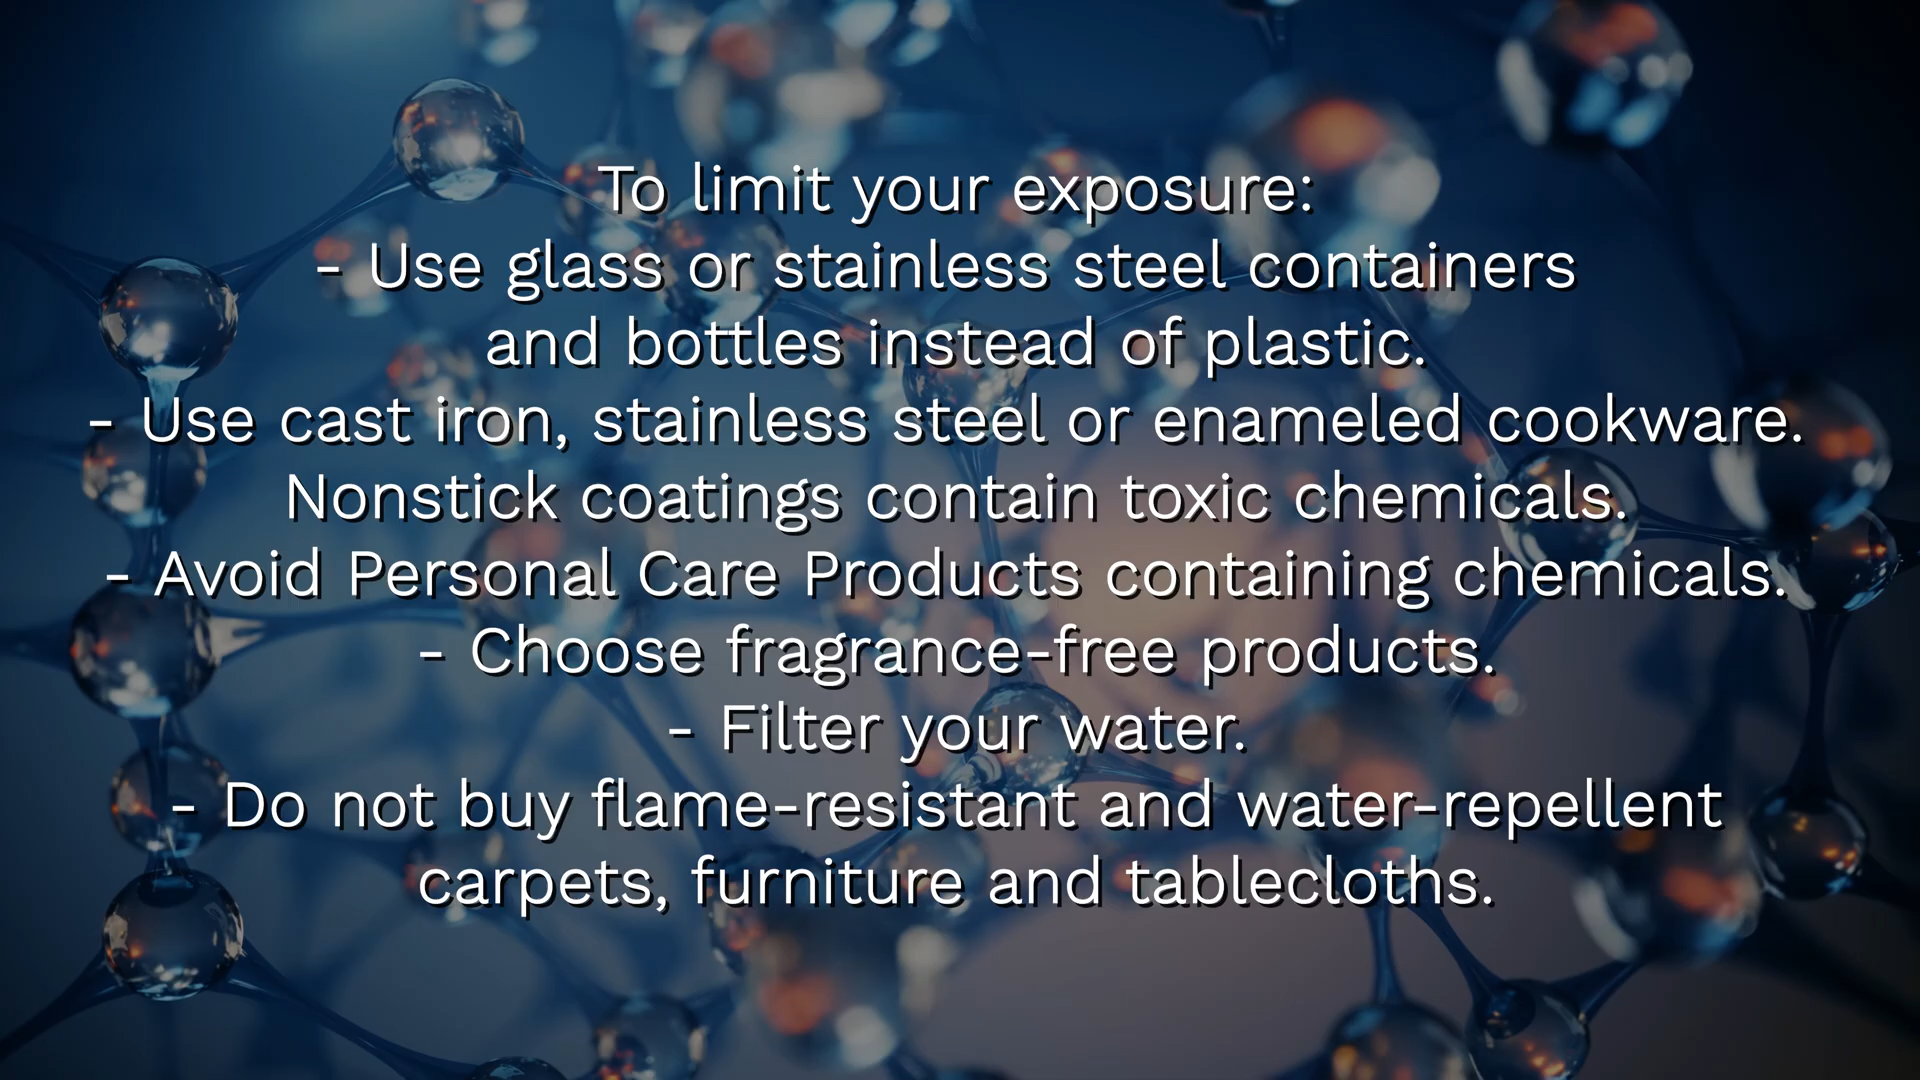 To limit your exposure:
- Use glass or stainless steel containers
and bottles instead of plastic.
- Use cast iron, stainless steel or enameled cookware.
Nonstick coatings contain toxic chemicals.
- Avoid Personal Care Products containing chemicals.
- Choose fragrance-free products.
- Filter your water.
- Do not buy flame-resistant and water-repellent
carpets, furniture and tablecloths.